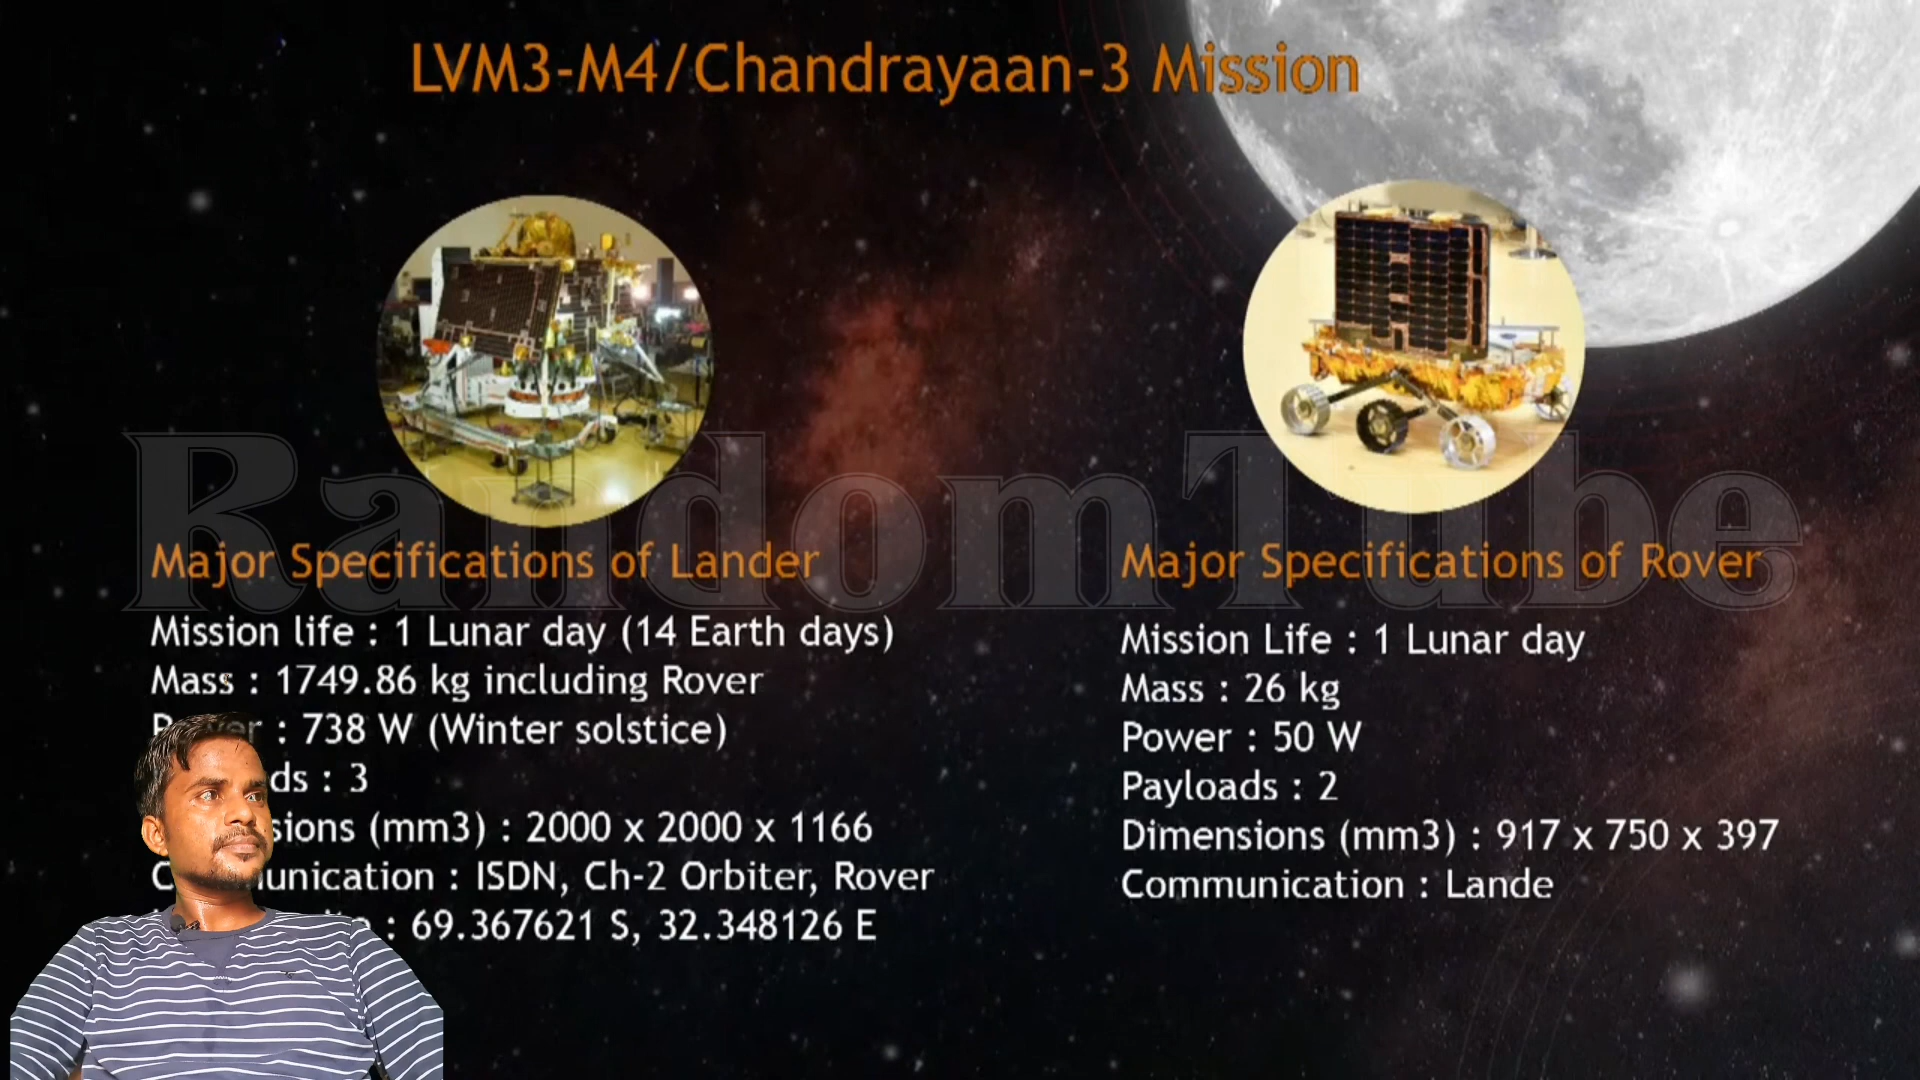 LVM3-M4/Chandrayaan-3 Mission
RandomTube
Major Specifications of Lander
Mission life : 1 Lunar day (14 Earth days)
Mass : 1749.86 kg including Rover
: 738 W (Winter solstice)
: 3
(mm3) : 2000 x 2000 x 1166
: ISDN, Ch-2 Orbiter, Rover
: 69.367621 S, 32.348126 E
Major Specifications of Rover
Mission Life : 1 Lunar day
Mass : 26 kg
Power : 50 W
Payloads : 2
Dimensions (mm3) : 917 x 750 x 397
Communication : Lande